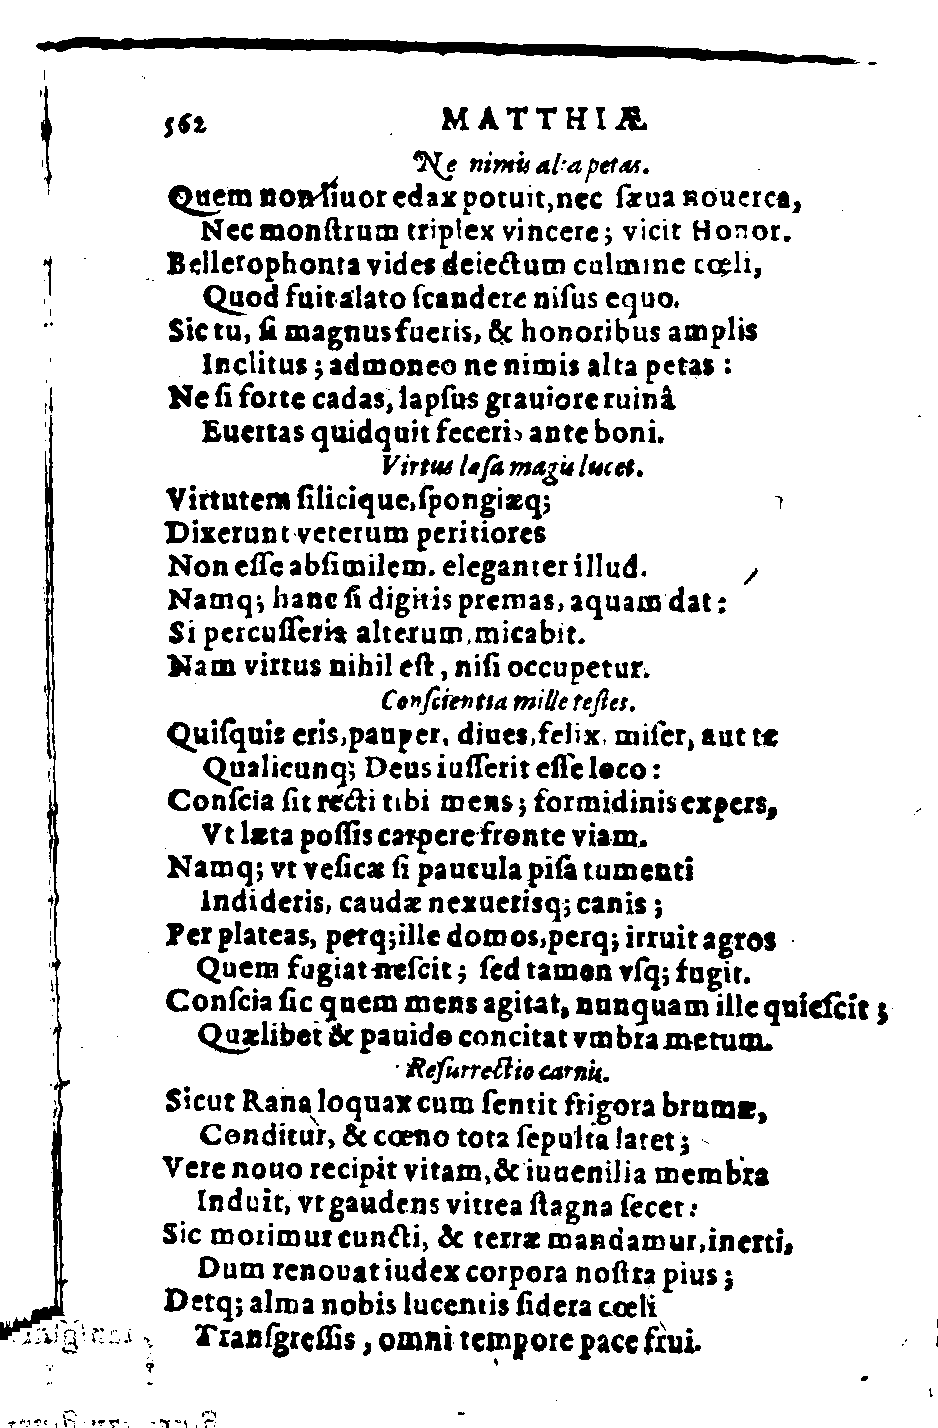 562 MATTHIÆ
Ne nimis alta petas.
Quem non liuor edax potuit, nec sæua nouerca,
Nec monſtrum triplex vincere; vicit Honor.
Bellerophonta vides deiectum culmine cœli,
Quod fuit alato ſcandere niſus equo.
Sic tu, ſi magnus fueris, & honoribus amplis
Inclitus; admoneo ne nimis alta petas:
Ne ſi forte cadas, lapſus grauiore ruinâ
Euertas quidquit feceris ante boni.
Virtus læſa magis lucet.
Virtutem ſilicique, ſpongiæq;
Dixerunt veterum peritiores
Non eſſe abſimilem. eleganter illud.
Namq; hanc ſi digitis premas, aquam dat:
Si percuſſeris alterum, micabit.
Nam virtus nihil eſt, niſi occupetur.
Conſcientia mille teſtes.
Quiſquis eris, pauper, diues, felix, miſer, aut te
Qualicunq; Deus iuſſerit eſſe loco:
Conſcia ſit recti tibi mens; formidinis expers,
Vt læta poſſis carpere fronte viam.
Namq; vt veſicæ ſi paucula piſa tumenti
Indideris, caudæ nexuerisq; canis;
Per plateas, perq; ille domos, perq; irruit agros
Quem fugiat neſcit; ſed tamen vſq; fugit.
Conſcia ſic quem mens agitat, nunquam ille quieſcit;
Quælibet & pauido concitat vmbra metum.
Reſurrectio carnis.
Sicut Rana loquax cum ſentit frigora brumæ,
Conditur, & cœno tota ſepulta latet;
Vere nouo recipit vitam, & iuuenilia membra
Induit, vt gaudens vitrea ſtagna ſecet:
Sic morimur cuncti, & terræ mandamur, inerti,
Dum renouat iudex corpora noſtra pius;
Detq; alma nobis lucentis ſidera cœli
Tranſgreſſis, omni tempore pace frui.